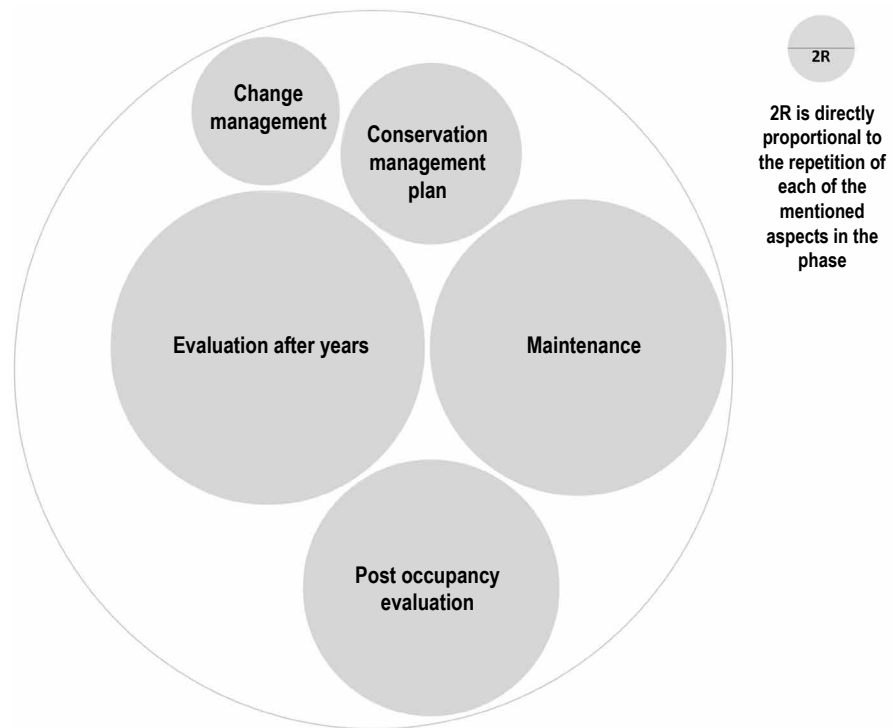 Change
management
Conservation
management
plan
Evaluation after years
Maintenance
Post occupancy
evaluation
2R
2R is directly
proportional to
the repetition of
each of the
mentioned
aspects in the
phase